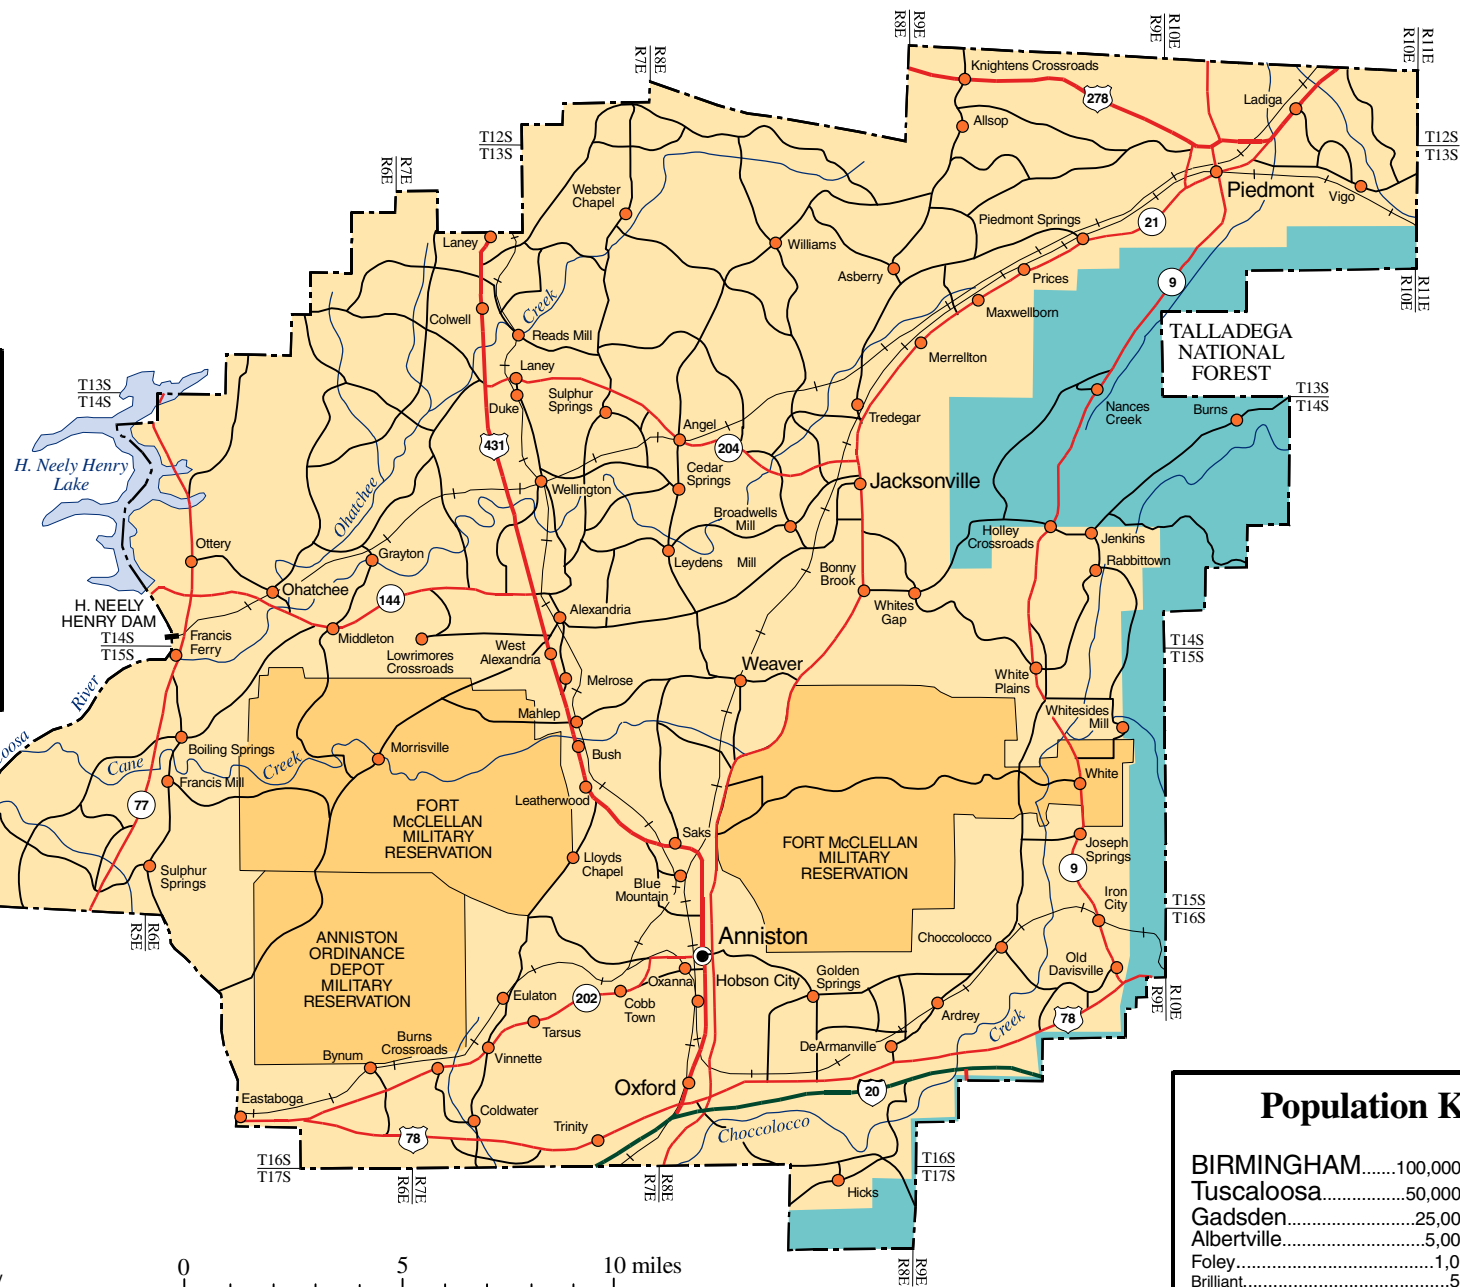 R8E
R9E
R9E
R10E
R10E
R11E
R7E
R8E
Knightens Crossroads
278
Ladiga
Allsop
T12S
T13S
T12S
T13S
R6E
R7E
Webster
Chapel
Piedmont
Vigo
Piedmont Springs
21
Laney
Williams
Asberry
Prices
9
R10E
R11E
Creek
Colwell
Maxwellborn
Reads Mill
TALLADEGA
NATIONAL
FOREST
Merrellton
Laney
T13S
T14S
Sulphur
Springs
Duke
T13S
T14S
Nances
Creek
Burns
Tredegar
Angel
431
204
H. Neely Henry
Lake
Cedar
Springs
Jacksonville
Wellington
Ohatchee
Broadwells
Mill
Holley
Crossroads
Jenkins
Ottery
Grayton
Leydens
Mill
Rabbittown
Bonny
Brook
Ohatchee
144
Whites
Gap
H. NEELY
HENRY DAM
Alexandria
T14S
T15S
Francis
Ferry
Middleton
West
Alexandria
Lowrimores
Crossroads
T14S
T15S
Weaver
White
Plains
Melrose
River
Coosa
Mahlep
Whitesides
Mill
Boiling Springs
Morrisville
Bush
Cane
Creek
Francis Mill
White
Leatherwood
77
FORT
McCLELLAN
MILITARY
RESERVATION
Saks
FORT McCLELLAN
MILITARY
RESERVATION
Joseph
Springs
Lloyds
Chapel
9
Sulphur
Springs
Blue
Mountain
Iron
City
T15S
T16S
R5E
R6E
Anniston
Choccolocco
ANNISTON
ORDINANCE
DEPOT
MILITARY
RESERVATION
Old
Davisville
Oxanna
Hobson City
Golden
Springs
Eulaton
202
Cobb
Town
R9E
R10E
Ardrey
Creek
78
Tarsus
Burns
Crossroads
DeArmanville
Bynum
Vinnette
Oxford
20
Eastaboga
Coldwater
Trinity
Choccolocco
78
T16S
T17S
T16S
T17S
R6E
R7E
R7E
R8E
Hicks
R8E
R9E
Population K
BIRMINGHAM.......100,000
Tuscaloosa.................50,000
Gadsden.......................25,00
Albertville.........................5,00
Foley...................................1,0
Brilliant....................................5
0
5
10 miles